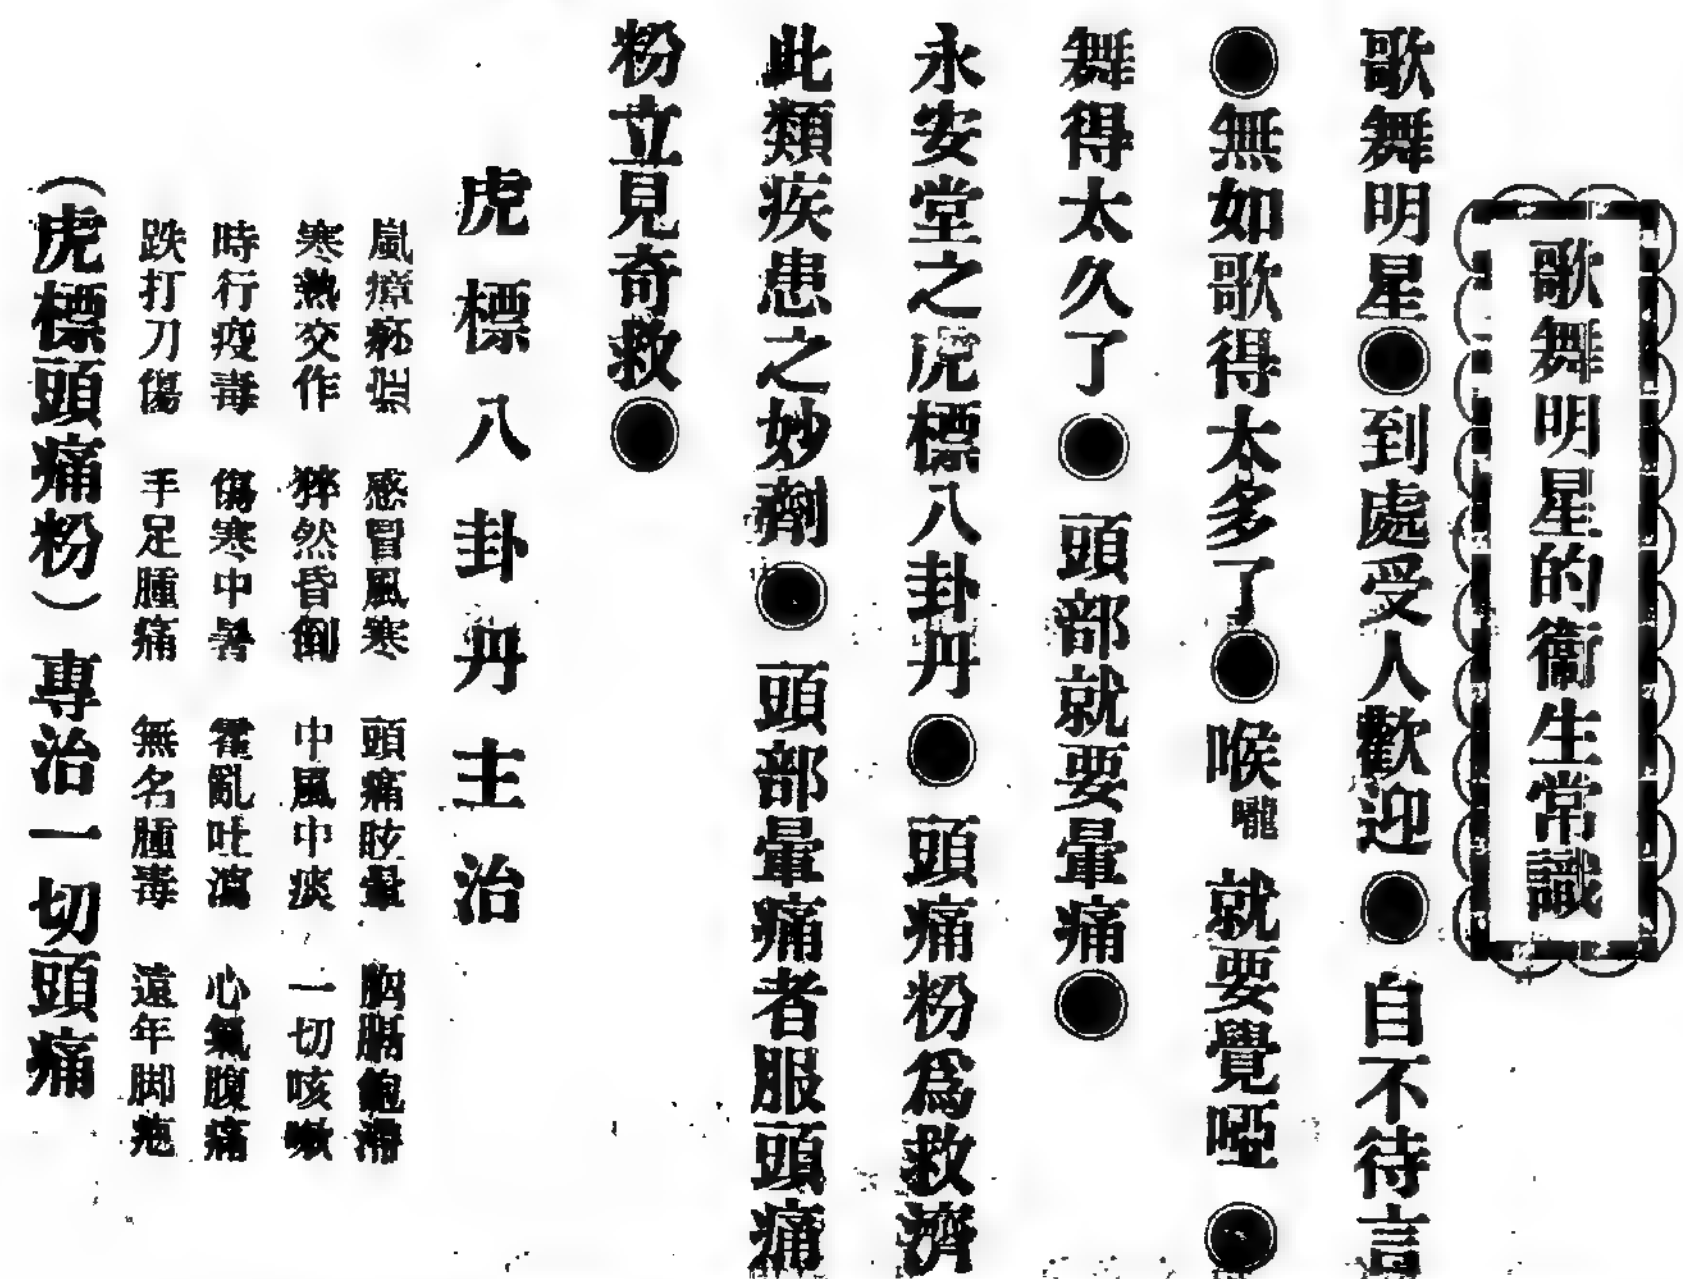 歌舞明星的衞生常識
歌舞明星●到處受人歡迎●自不待言
●無如歌得太多了●喉嚨就要覺啞●
舞得太久了●頭部就要暈痛●
永安堂之虎標八卦丹●頭痛粉爲救濟
此類疾患之妙劑●頭部暈痛者服頭痛
粉立見奇救●
虎標八卦丹主治
嵐瘴 感冒風寒 頭痛眩暈 胸膈飽滯
寒熱交作 猝然昏倒 中風中痰 一切咳嗽
時行疫毒 傷寒中暑 霍亂吐瀉 心氣腹痛
跌打刀傷 手足腫痛 無名腫毒 遠年脚
（虎標頭痛粉）專治一切頭痛